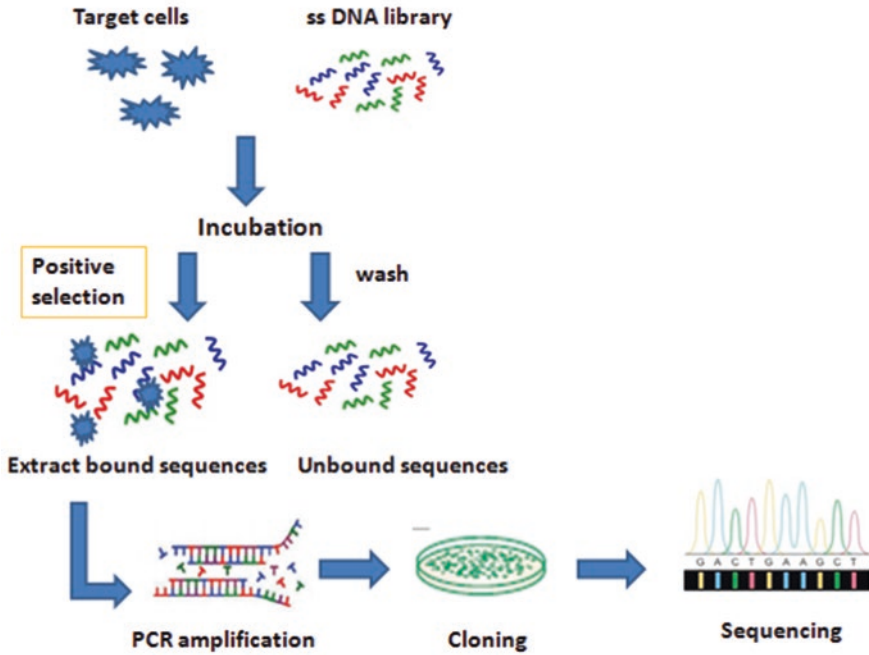 Target cells
ss DNA library
Incubation
Positive
selection
wash
Extract bound sequences
Unbound sequences
G A C T G A A G C T
PCR amplification
Cloning
Sequencing